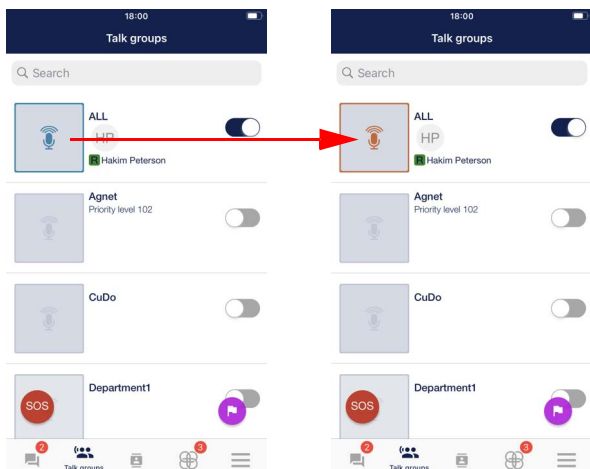 18:00
Talk groups
Search
ALL
HP
R Hakim Peterson
Agnet
Priority level 102
CuDo
Department1
SOS
2
3
Talk groups
18:00
Talk groups
Search
ALL
HP
R Hakim Peterson
Agnet
Priority level 102
CuDo
Department1
SOS
2
3
Talk groups